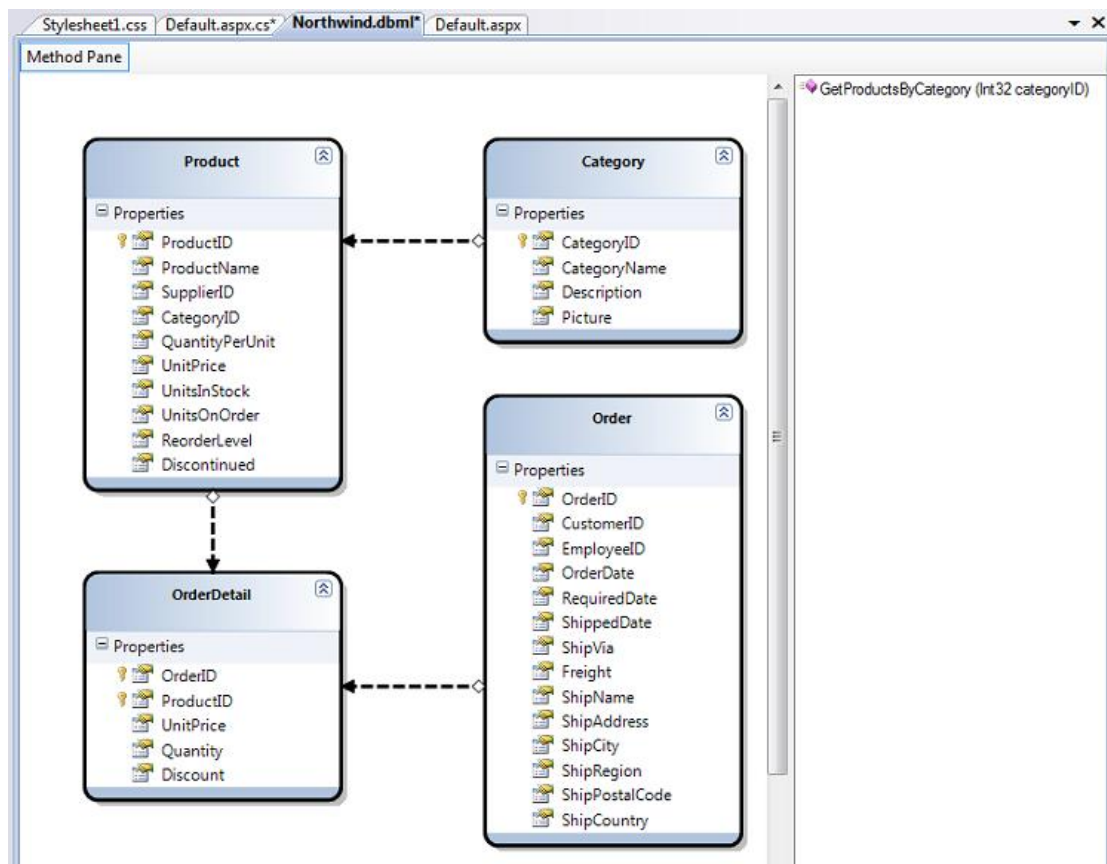 Stylesheet1.css Default.aspx.cs* Northwind.dbml* Default.aspx
Method Pane
GetProductsByCategory (Int32 categoryID)
Product
Properties
ProductID
ProductName
SupplierID
CategoryID
QuantityPerUnit
UnitPrice
UnitsInStock
UnitsOnOrder
ReorderLevel
Discontinued
Category
Properties
CategoryID
CategoryName
Description
Picture
OrderDetail
Properties
OrderID
ProductID
UnitPrice
Quantity
Discount
Order
Properties
OrderID
CustomerID
EmployeeID
OrderDate
RequiredDate
ShippedDate
ShipVia
Freight
ShipName
ShipAddress
ShipCity
ShipRegion
ShipPostalCode
ShipCountry